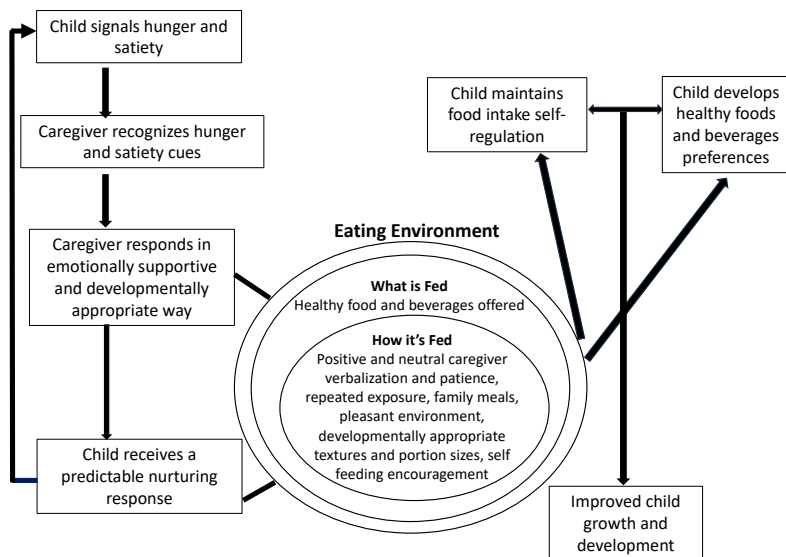 Child signals hunger and
satiety
Caregiver recognizes hunger
and satiety cues
Caregiver responds in
emotionally supportive
and developmentally
appropriate way
Child receives a
predictable nurturing
response
Eating Environment
What is Fed
Healthy food and beverages offered
How it's Fed
Positive and neutral caregiver
verbalization and patience,
repeated exposure, family meals,
pleasant environment,
developmentally appropriate
textures and portion sizes, self
feeding encouragement
Child maintains
food intake self-
regulation
Child develops
healthy foods
and beverages
preferences
Improved child
growth and
development